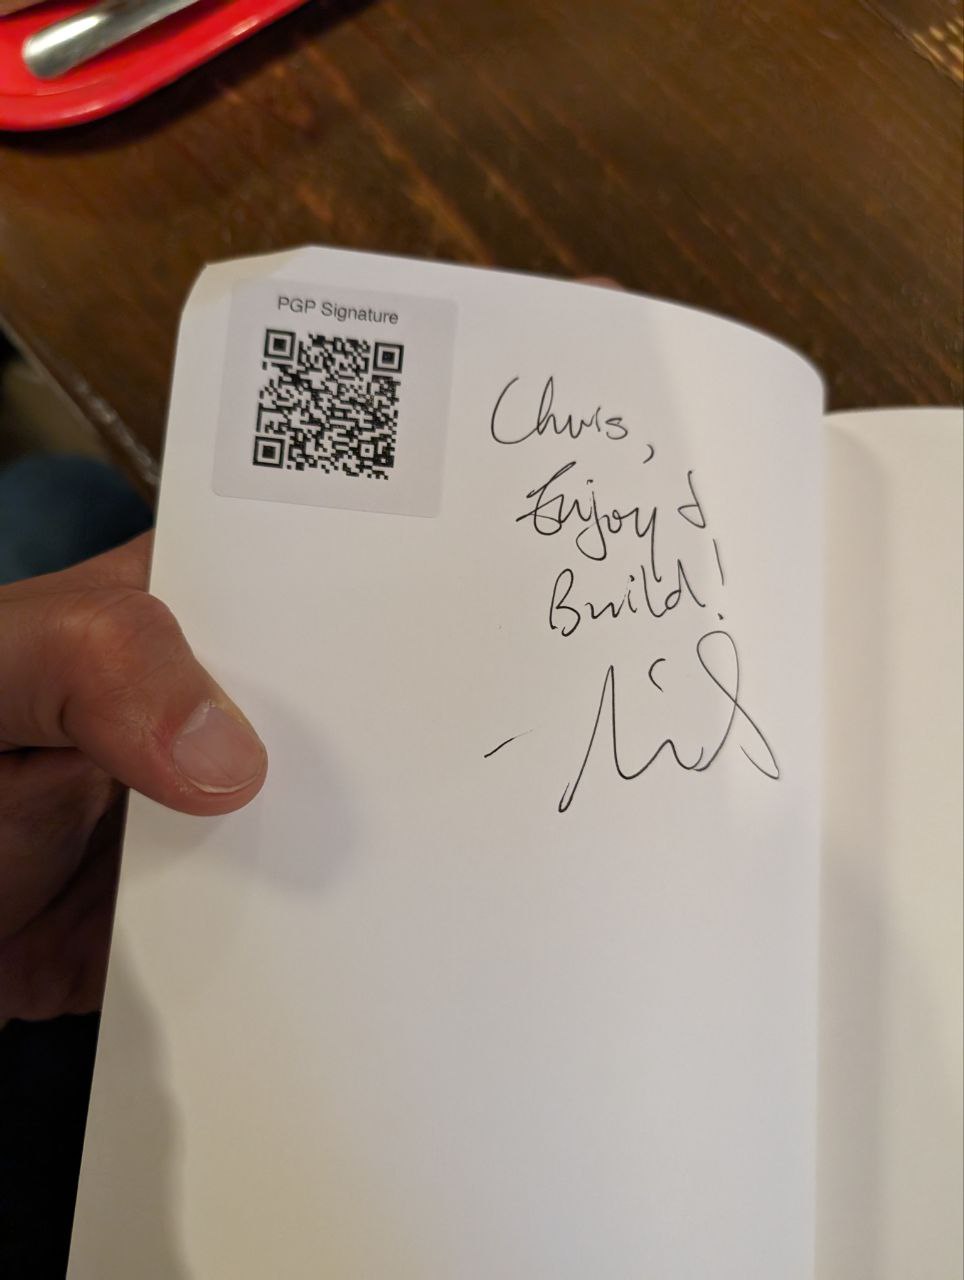 PGP Signature
Chris,
Enjoy &
Build!